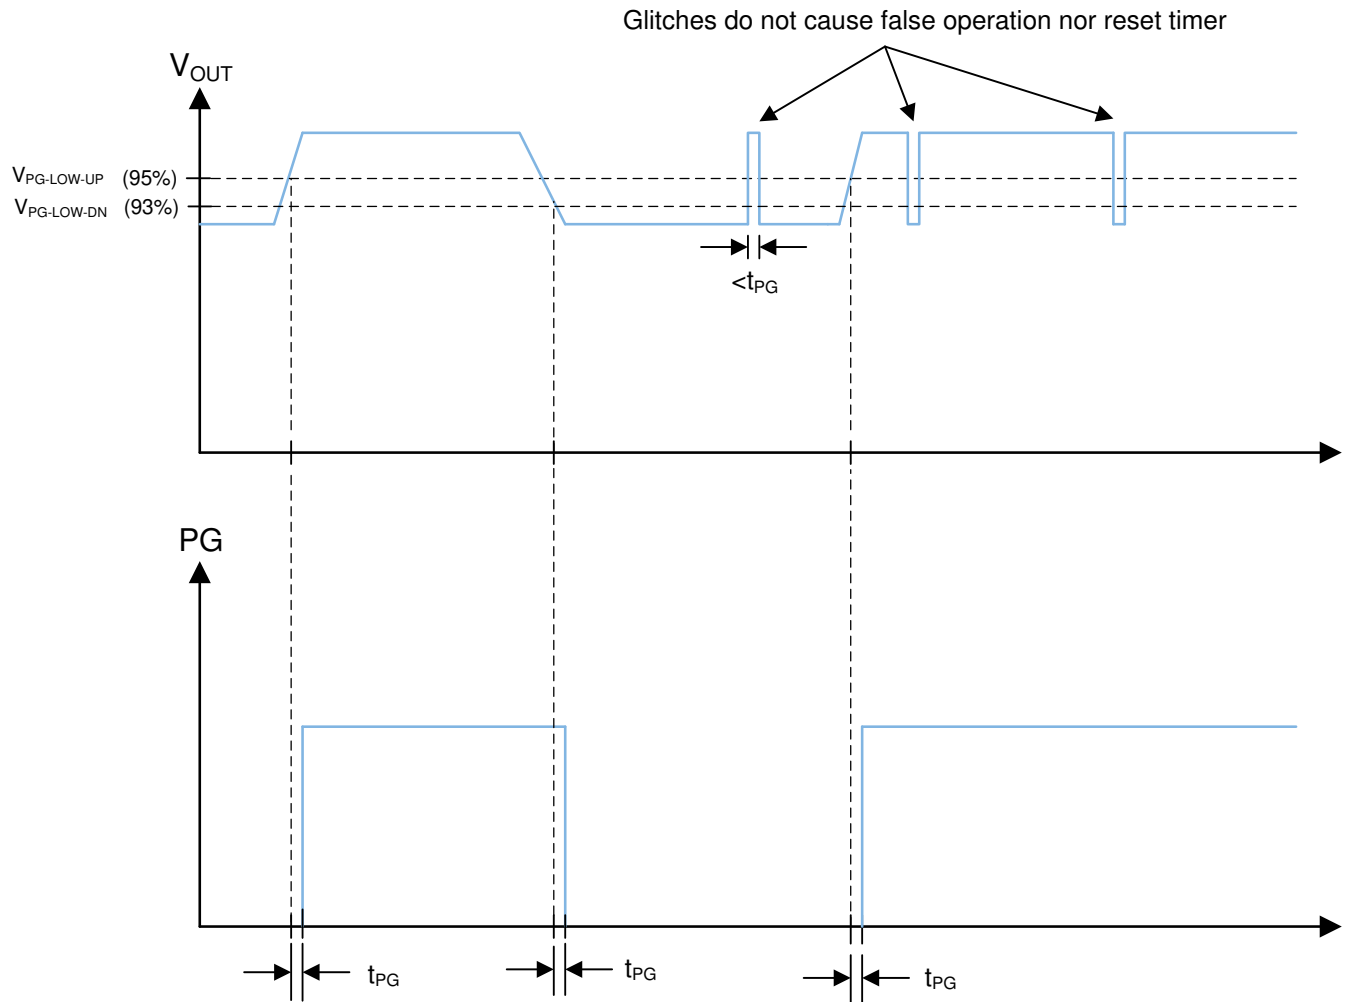 Glitches do not cause false operation nor reset timer
VOUT
VPG-LOW-UP (95%)
VPG-LOW-DN (93%)
<tPG
PG
tPG
tPG
tPG